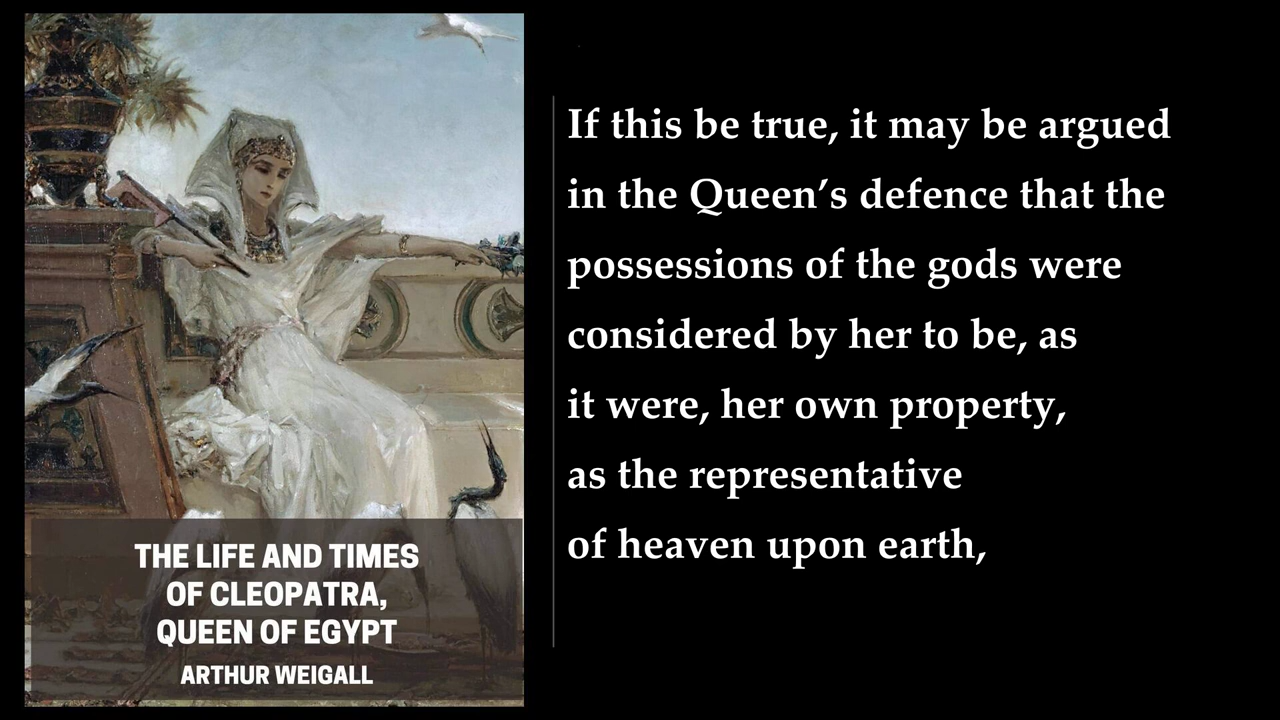 If this be true, it may be argued
in the Queen’s defence that the
possessions of the gods were
considered by her to be, as
it were, her own property,
as the representative
of heaven upon earth,
THE LIFE AND TIMES
OF CLEOPATRA,
QUEEN OF EGYPT
ARTHUR WEIGALL